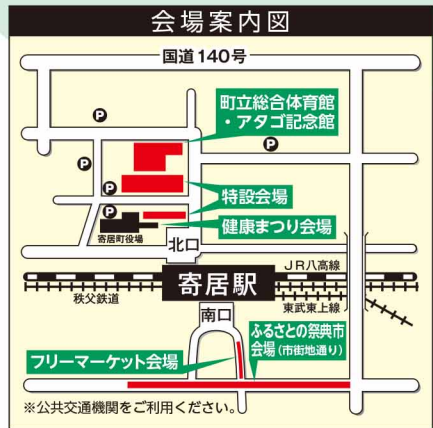 会場案内図
国道140号
P
町立総合体育館
・アタゴ記念館
P
P
P
特設会場
P
健康まつり会場
寄居町役場
北口
JR八高線
寄居駅
秩父鉄道
東武東上線
南口
ふるさとの祭典市
会場(市街地通り)
フリーマーケット会場
※公共交通機関をご利用ください。